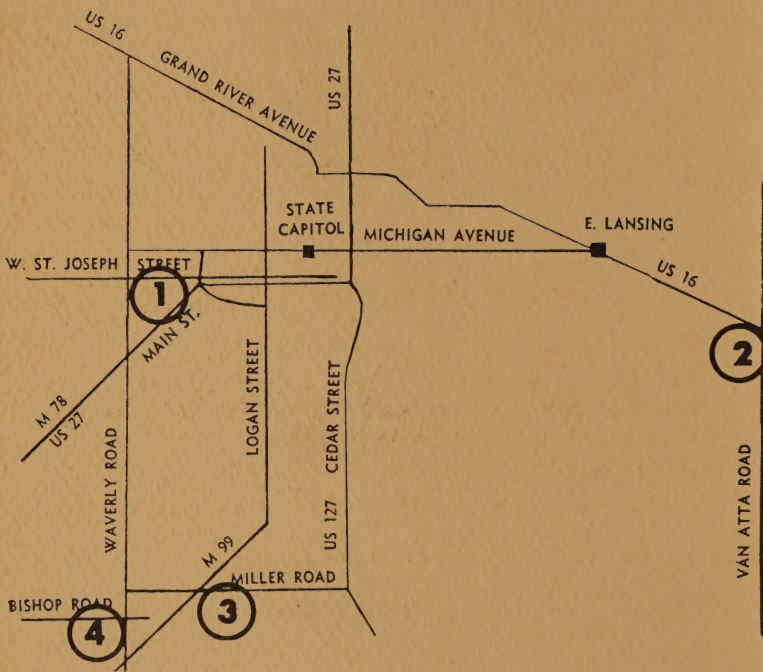 US 16
GRAND RIVER AVENUE
US 27
STATE
CAPITOL
MICHIGAN AVENUE
E. LANSING
US 16
W. ST. JOSEPH STREET
1
MAIN ST.
2
M 78
US 27
LOGAN STREET
CEDAR STREET
US 127
WAVERLY ROAD
VAN ATTA ROAD
M 99
MILLER ROAD
BISHOP ROAD
3
4